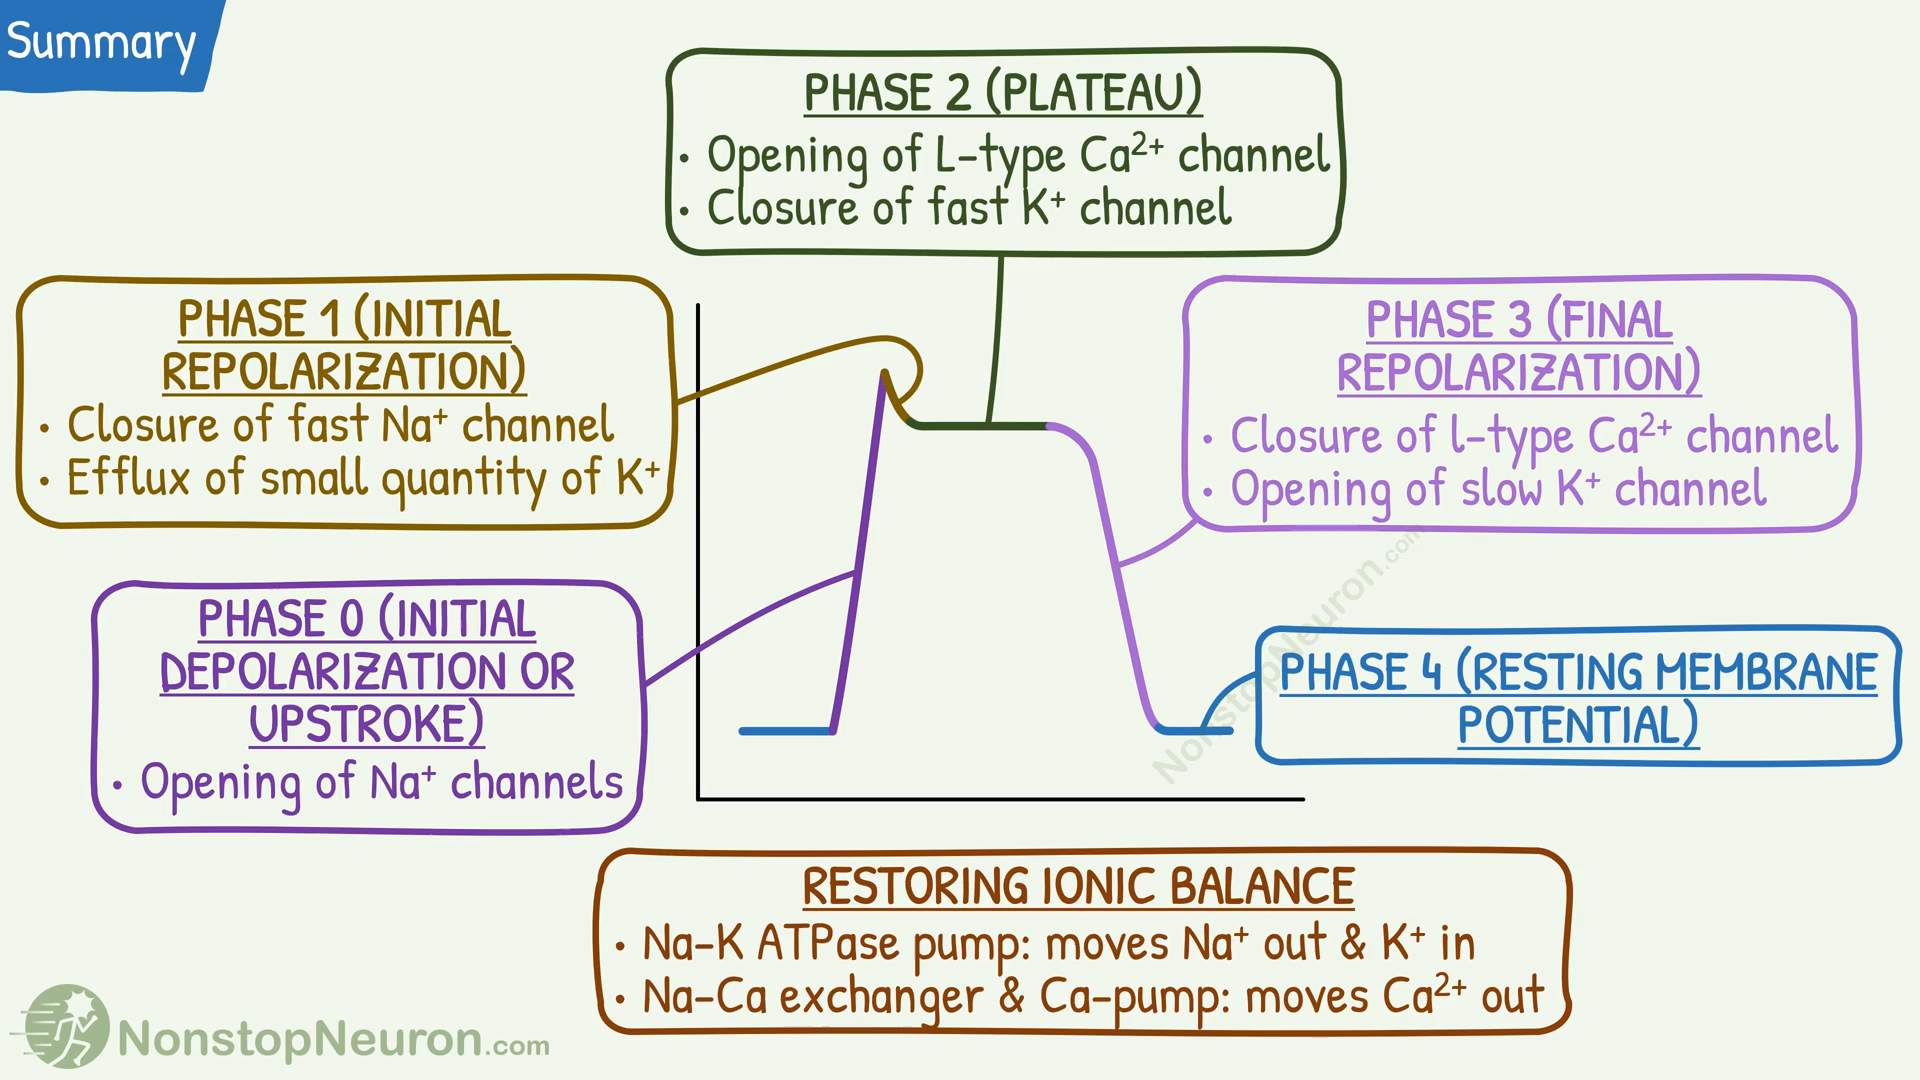 Summary
PHASE 2 (PLATEAU)
• Opening of L-type Ca²⁺ channel
• Closure of fast K⁺ channel
PHASE 1 (INITIAL
REPOLARIZATION)
• Closure of fast Na⁺ channel
• Efflux of small quantity of K⁺
PHASE 3 (FINAL
REPOLARIZATION)
• Closure of l-type Ca²⁺ channel
• Opening of slow K⁺ channel
PHASE 0 (INITIAL
DEPOLARIZATION OR
UPSTROKE)
• Opening of Na⁺ channels
PHASE 4 (RESTING MEMBRANE
POTENTIAL)
NonstopNeuron.com
RESTORING IONIC BALANCE
• Na-K ATPase pump: moves Na⁺ out & K⁺ in
• Na-Ca exchanger & Ca-pump: moves Ca²⁺ out
NonstopNeuron.com